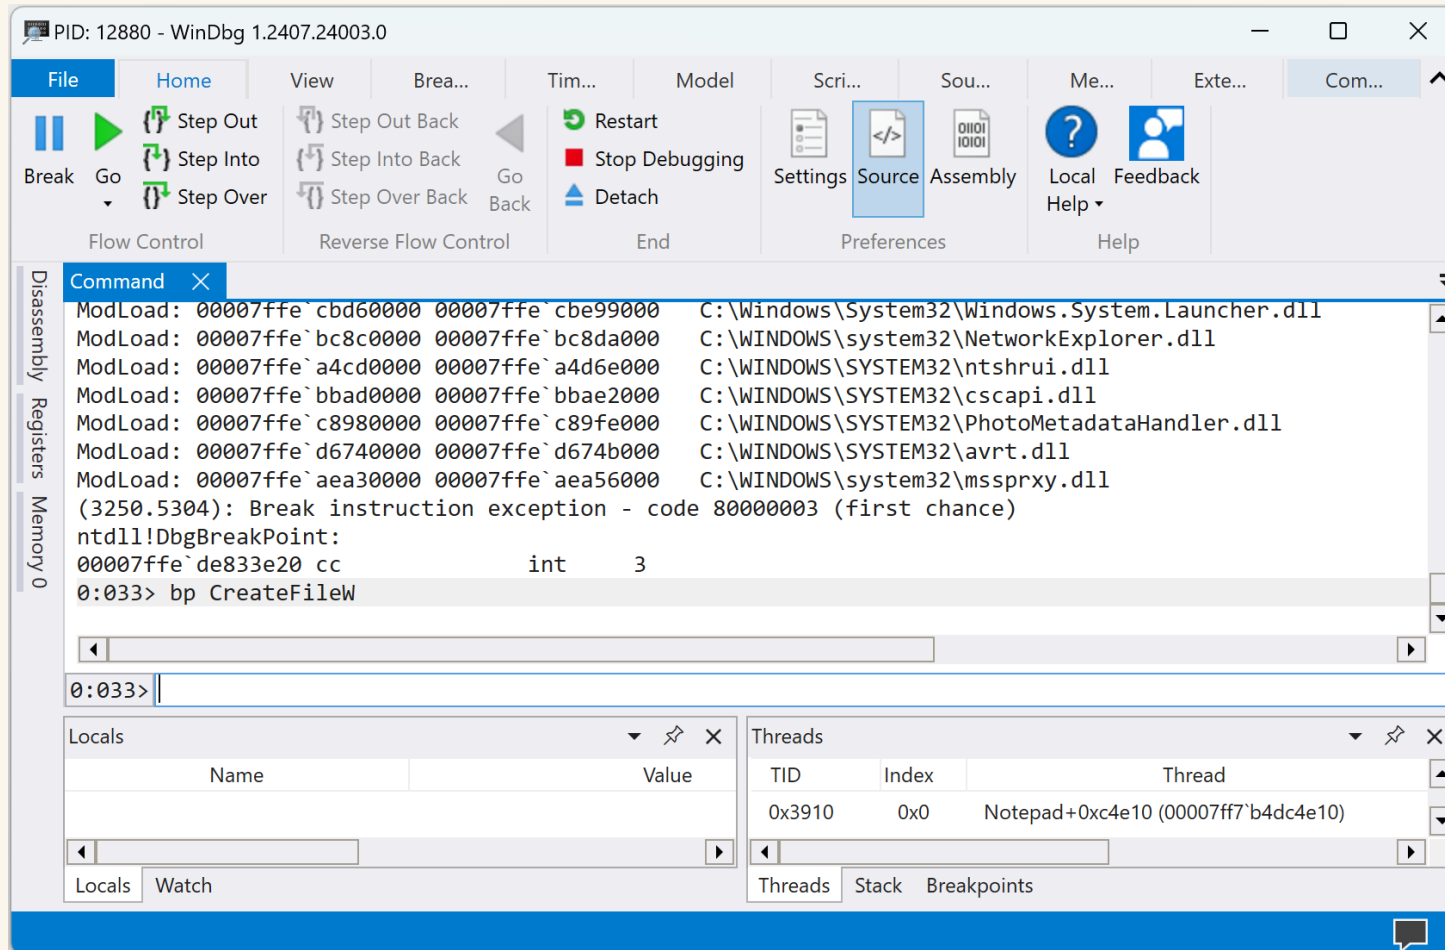 PID: 12880 - WinDbg 1.2407.24003.0
File Home View Brea... Tim... Model Scri... Sou... Me... Exte... Com...
Break
Go
Step Out
Step Into
Step Over
Flow Control
Step Out Back
Step Into Back
Step Over Back
Go
Back
Reverse Flow Control
Restart
Stop Debugging
Detach
End
Settings
Source
Assembly
Preferences
Local
Help
Feedback
Help
Disassembly
Registers
Memory 0
Command
ModLoad: 00007ffe`cbd60000 00007ffe`cbe99000   C:\Windows\System32\Windows.System.Launcher.dll
ModLoad: 00007ffe`bc8c0000 00007ffe`bc8da000   C:\WINDOWS\system32\NetworkExplorer.dll
ModLoad: 00007ffe`a4cd0000 00007ffe`a4d6e000   C:\WINDOWS\SYSTEM32\ntshrui.dll
ModLoad: 00007ffe`bbad0000 00007ffe`bbae2000   C:\WINDOWS\SYSTEM32\cscapi.dll
ModLoad: 00007ffe`c8980000 00007ffe`c89fe000   C:\WINDOWS\SYSTEM32\PhotoMetadataHandler.dll
ModLoad: 00007ffe`d6740000 00007ffe`d674b000   C:\WINDOWS\SYSTEM32\avrt.dll
ModLoad: 00007ffe`aea30000 00007ffe`aea56000   C:\WINDOWS\system32\mssprxy.dll
(3250.5304): Break instruction exception - code 80000003 (first chance)
ntdll!DbgBreakPoint:
00007ffe`de833e20 cc              int     3
0:033> bp CreateFileW
0:033>
Locals
Name Value
Locals Watch
Threads
TID Index Thread
0x3910 0x0 Notepad+0xc4e10 (00007ff7`b4dc4e10)
Threads Stack Breakpoints